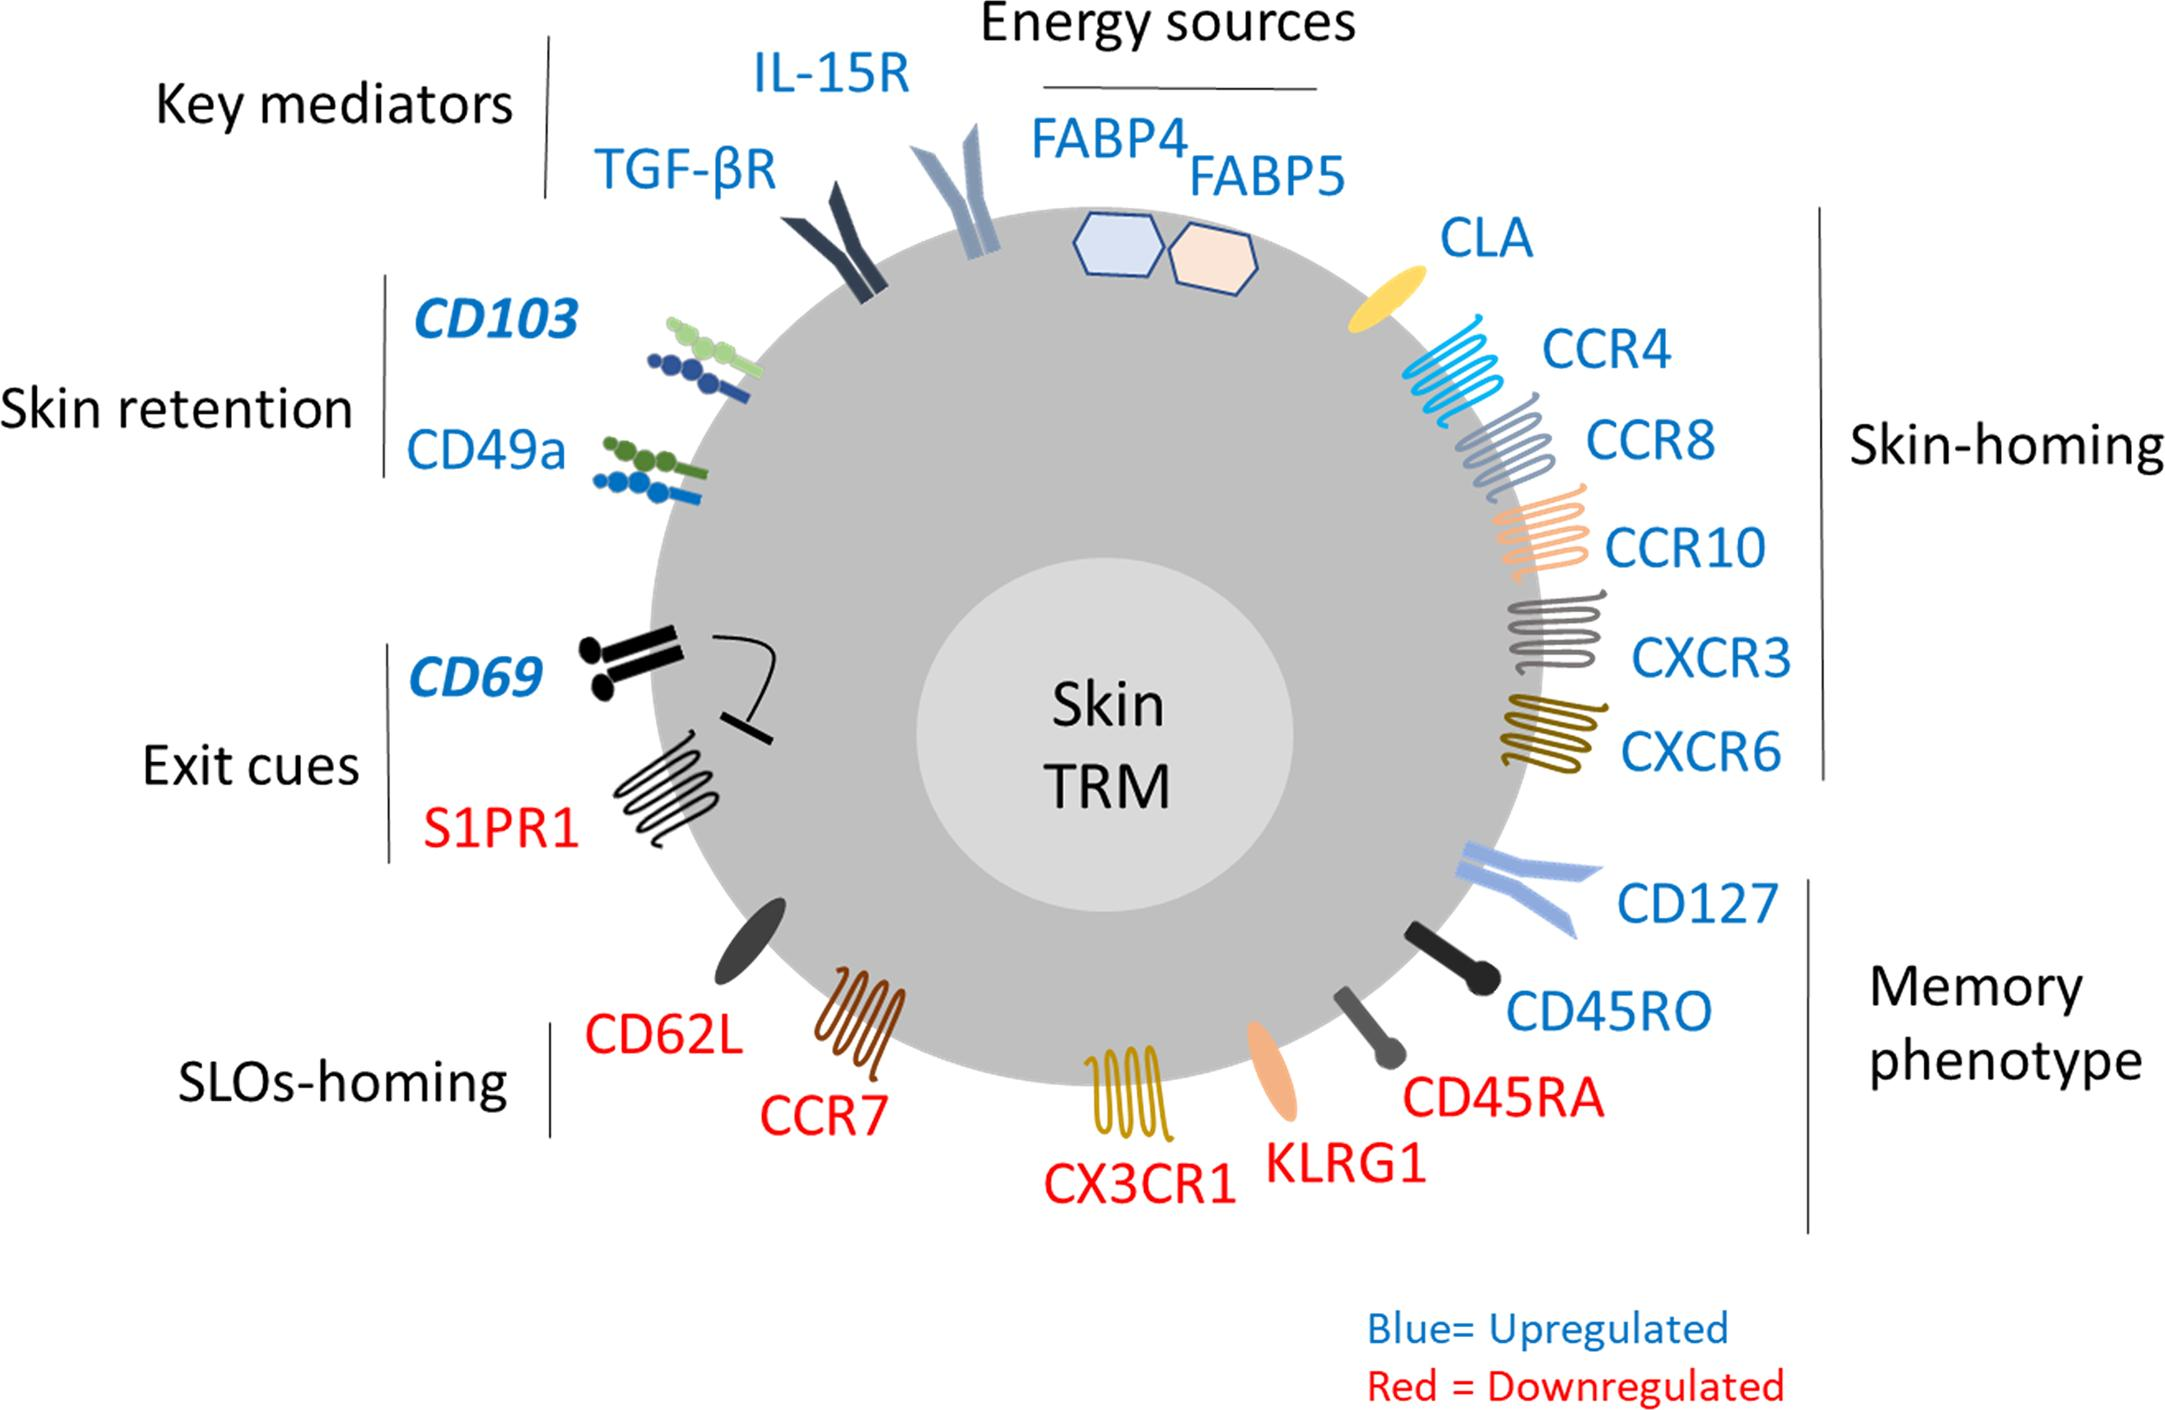 Energy sources
IL-15R
Key mediators
FABP4
TGF-βR
FABP5
CLA
CD103
CCR4
Skin retention
CCR8
Skin-homing
CD49a
CCR10
CXCR3
CD69
Skin
TRM
CXCR6
Exit cues
S1PR1
CD127
Memory
phenotype
CD45RO
CD62L
SLOs-homing
CD45RA
CCR7
KLRG1
CX3CR1
Blue= Upregulated
Red = Downregulated